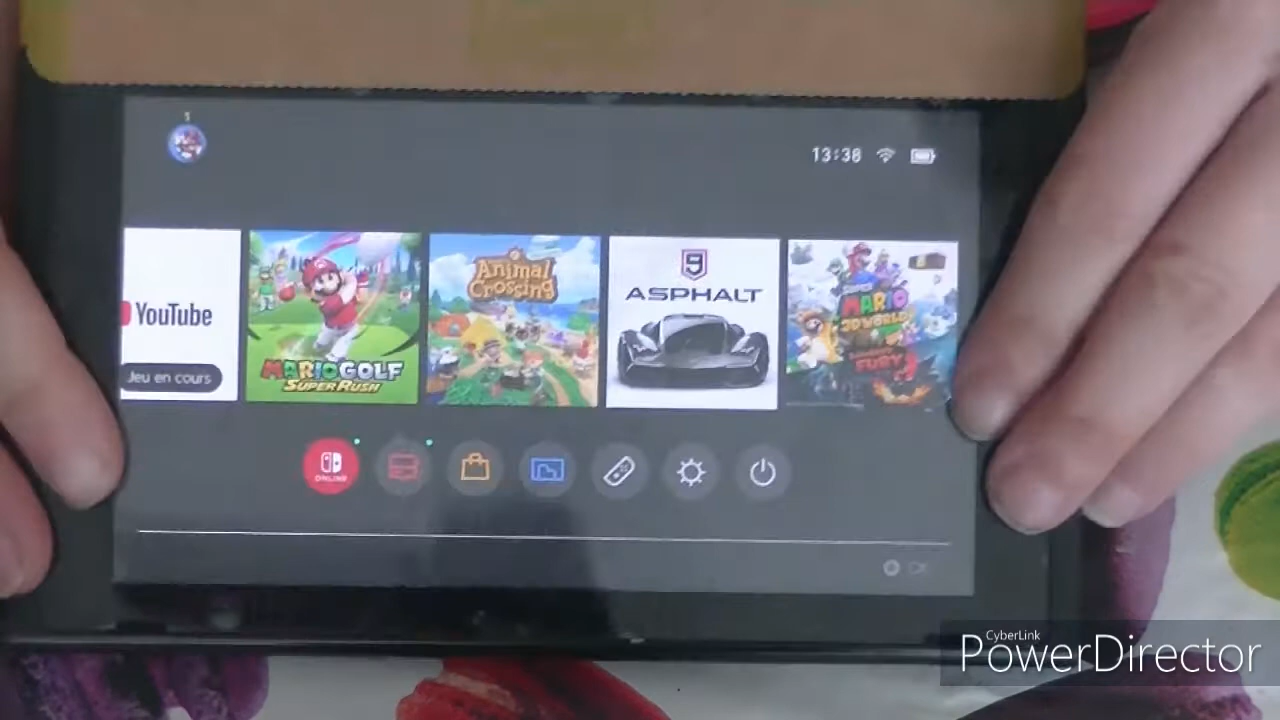 13:38
YouTube
Jeu en cours
MARIO GOLF
SUPER RUSH
Animal
Crossing
9
ASPHALT
SUPER
MARIO
3D WORLD
FURY
ONLINE
CyberLink
PowerDirector